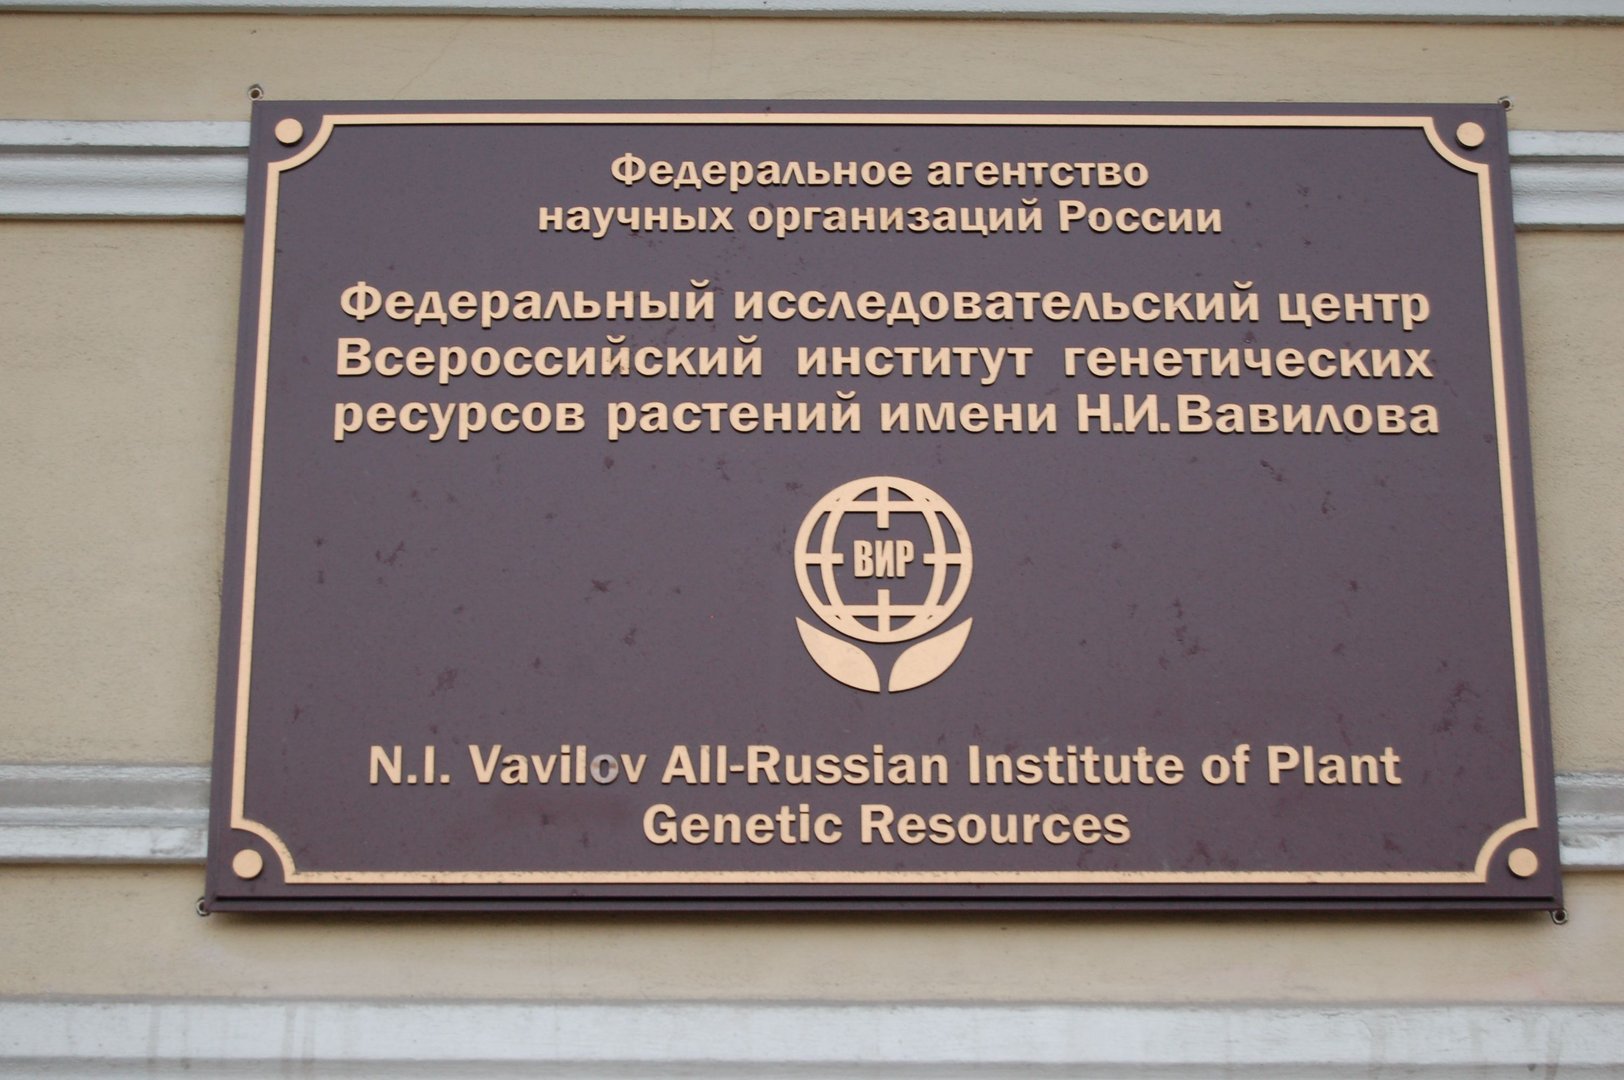 Федеральное агентство
научных организаций России
Федеральный исследовательский центр
Всероссийский институт генетических
ресурсов растений имени Н.И.Вавилова
ВИР
N.I. Vavilov All-Russian Institute of Plant
Genetic Resources